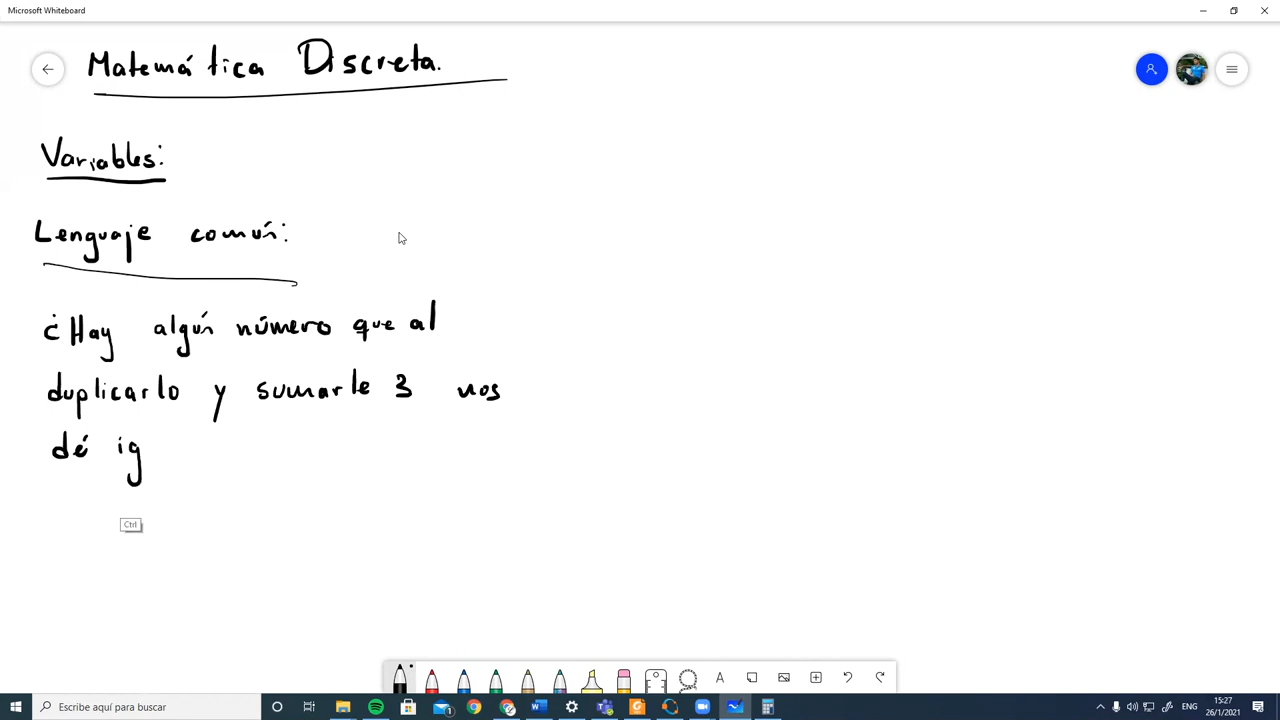 Microsoft Whiteboard
Matemática Discreta.
Variables:
Lenguaje común:
¿Hay algún número que al
duplicarlo y sumarle 3 nos
dé ig
Ctrl
A
Escribe aquí para buscar
15:27
26/1/2021